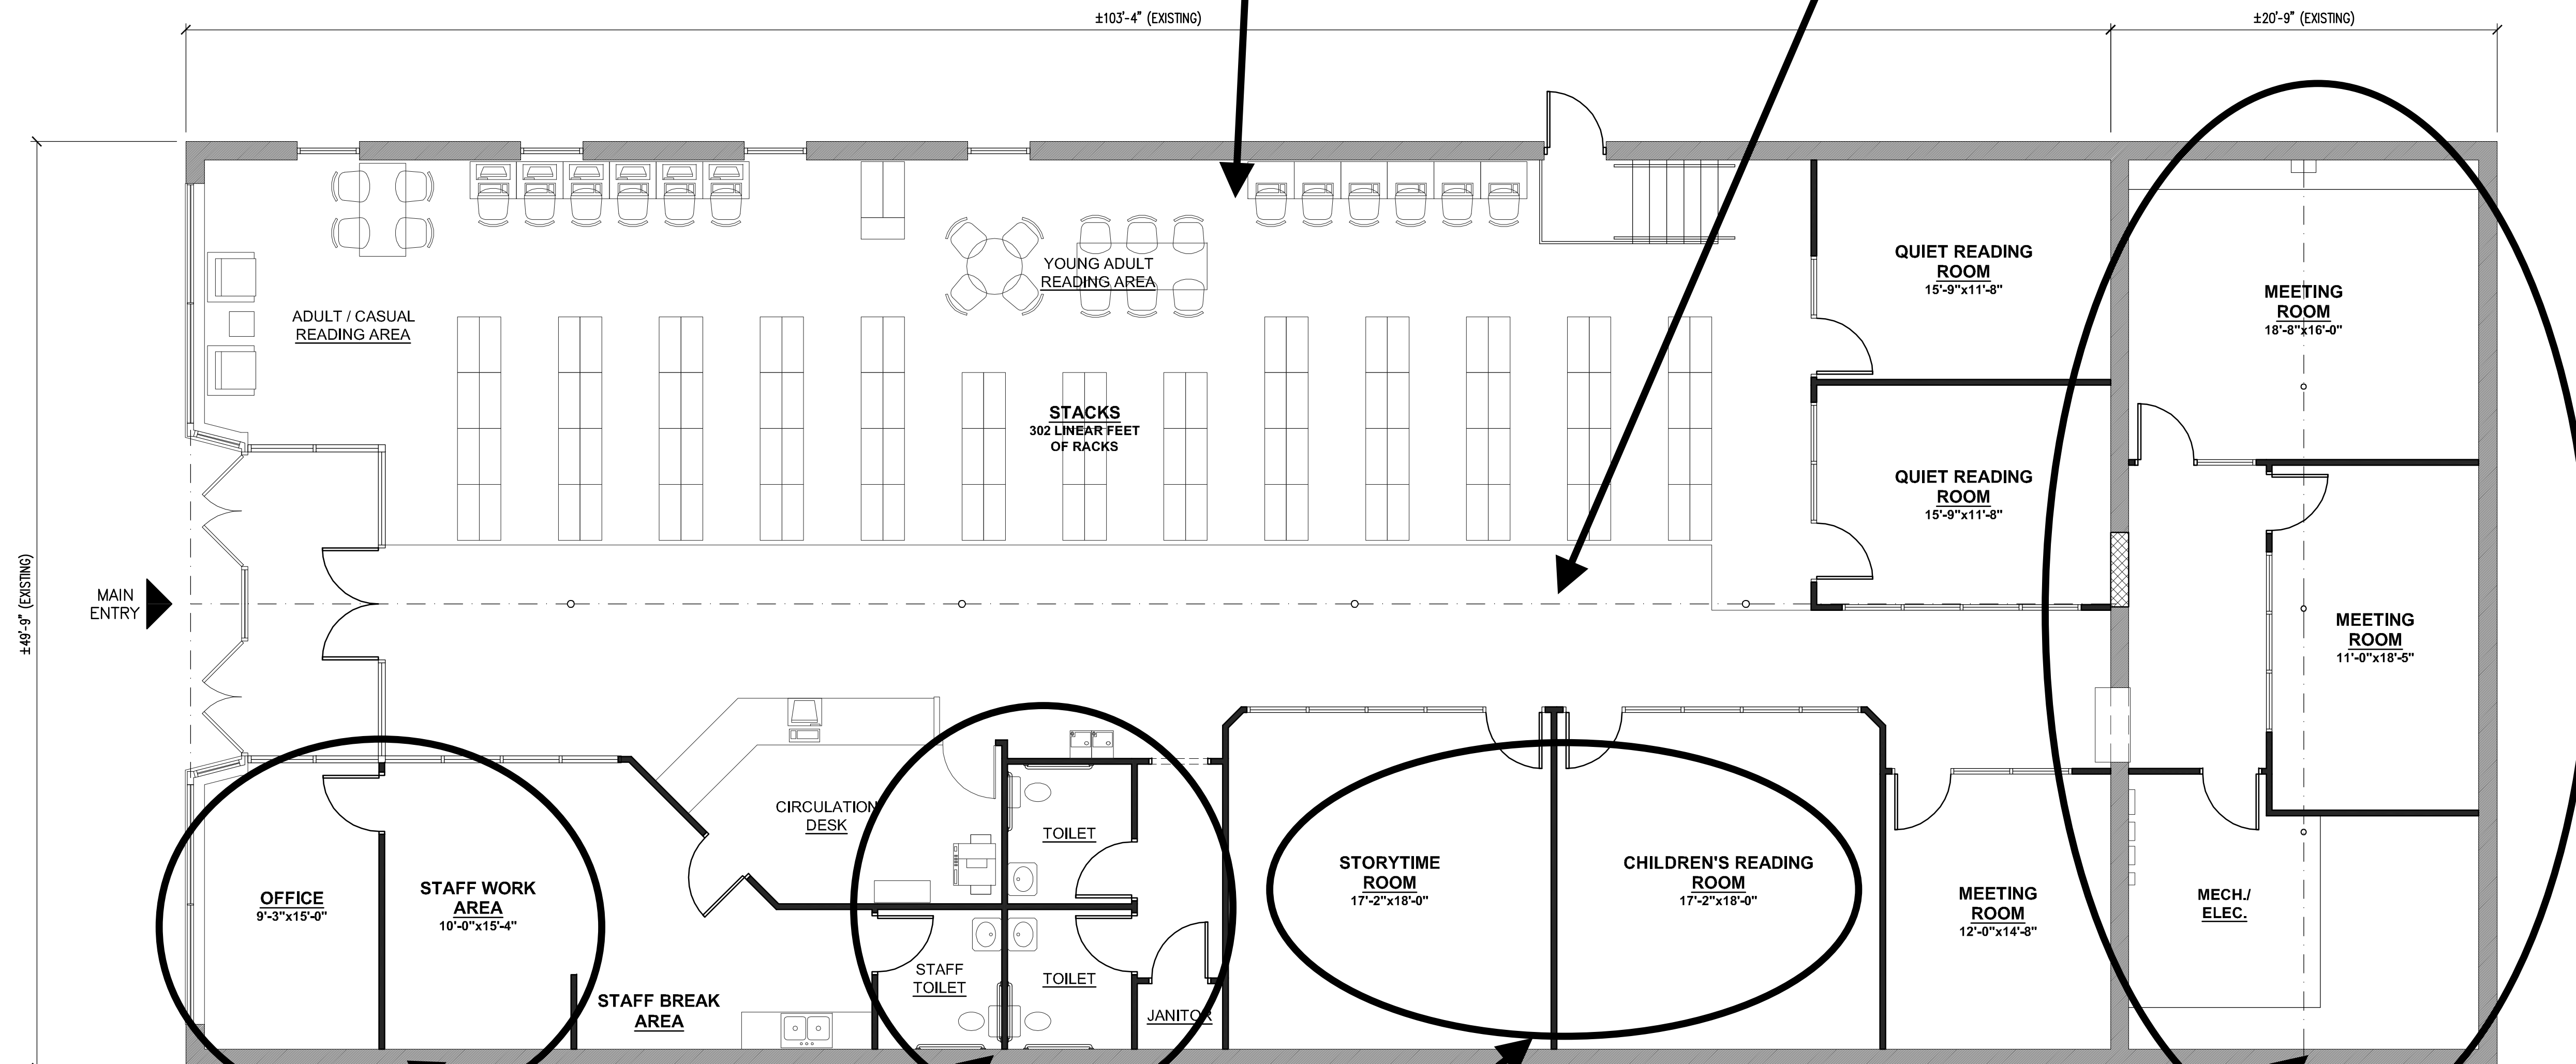 ±103'-4" (EXISTING)
±20'-9" (EXISTING)
±49'-9" (EXISTING)
QUIET READING
ROOM
15'-9"x11'-8"
MEETING
ROOM
18'-8"x16'-0"
YOUNG ADULT
READING AREA
ADULT / CASUAL
READING AREA
STACKS
302 LINEAR FEET
OF RACKS
QUIET READING
ROOM
15'-9"x11'-8"
MAIN
ENTRY
MEETING
ROOM
11'-0"x18'-5"
CIRCULATION
DESK
TOILET
STORYTIME
ROOM
17'-2"x18'-0"
CHILDREN'S READING
ROOM
17'-2"x18'-0"
OFFICE
9'-3"x15'-0"
STAFF WORK
AREA
10'-0"x15'-4"
MEETING
ROOM
12'-0"x14'-8"
MECH./
ELEC.
STAFF
TOILET
TOILET
STAFF BREAK
AREA
JANITOR